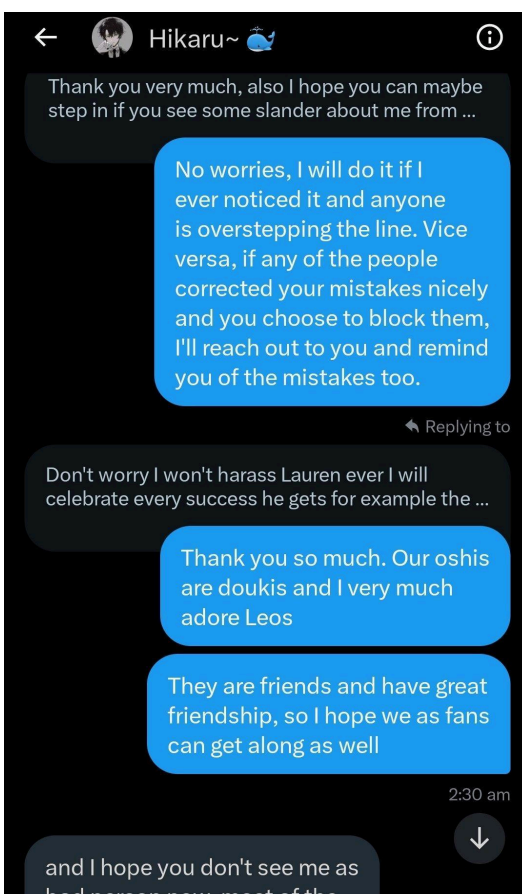 Hikaru~ 🐳
Thank you very much, also I hope you can maybe
step in if you see some slander about me from ...
No worries, I will do it if I
ever noticed it and anyone
is overstepping the line. Vice
versa, if any of the people
corrected your mistakes nicely
and you choose to block them,
I'll reach out to you and remind
you of the mistakes too.
Replying to
Don't worry I won't harass Lauren ever I will
celebrate every success he gets for example the ...
Thank you so much. Our oshis
are doukis and I very much
adore Leos
They are friends and have great
friendship, so I hope we as fans
can get along as well
2:30 am
and I hope you don't see me as
bad person now, most of the